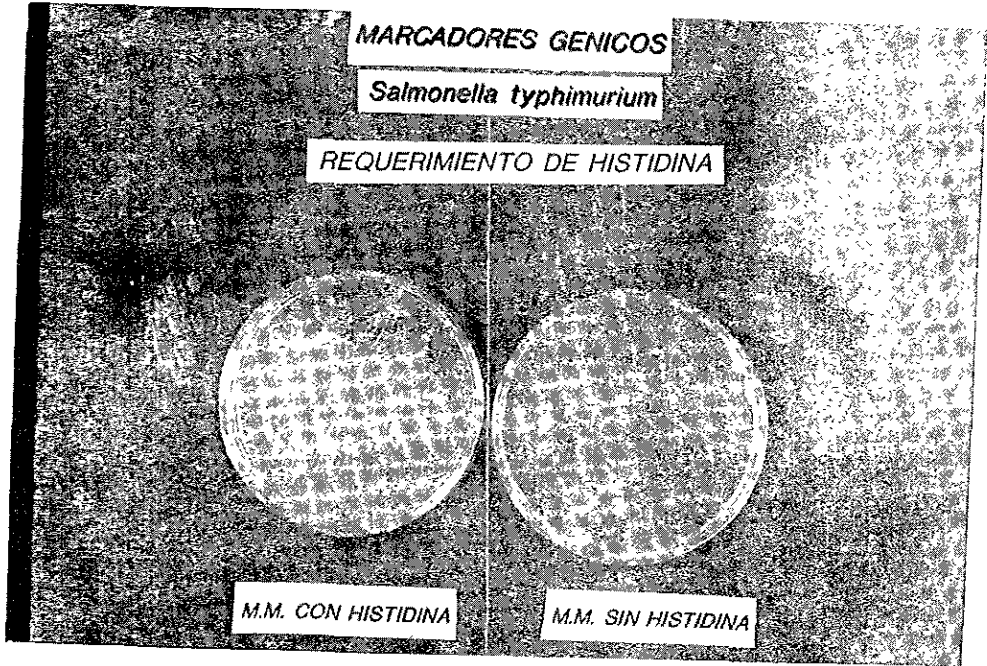 MARCADORES GENICOS
Salmonella typhimurium
REQUERIMIENTO DE HISTIDINA
M.M. CON HISTIDINA
M.M. SIN HISTIDINA